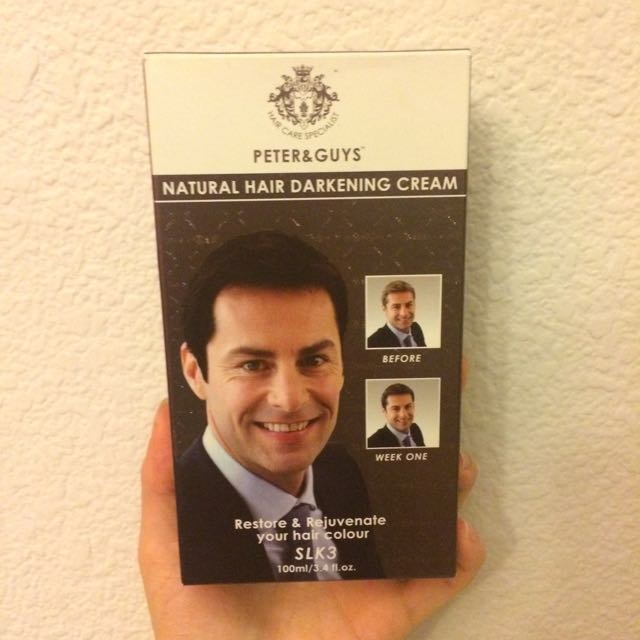 HAIR CARE SPECIALIST
PETER&GUYS™
NATURAL HAIR DARKENING CREAM
BEFORE
WEEK ONE
Restore & Rejuvenate
your hair colour
SLK3
100ml/3.4 fl.oz.